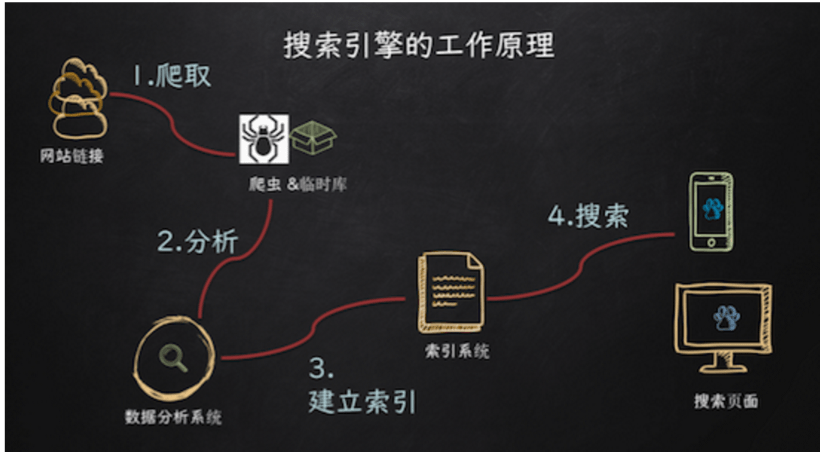 搜索引擎的工作原理
1.爬取
网站链接
爬虫 &临时库
2.分析
4.搜索
数据分析系统
3.
建立索引
索引系统
搜索页面